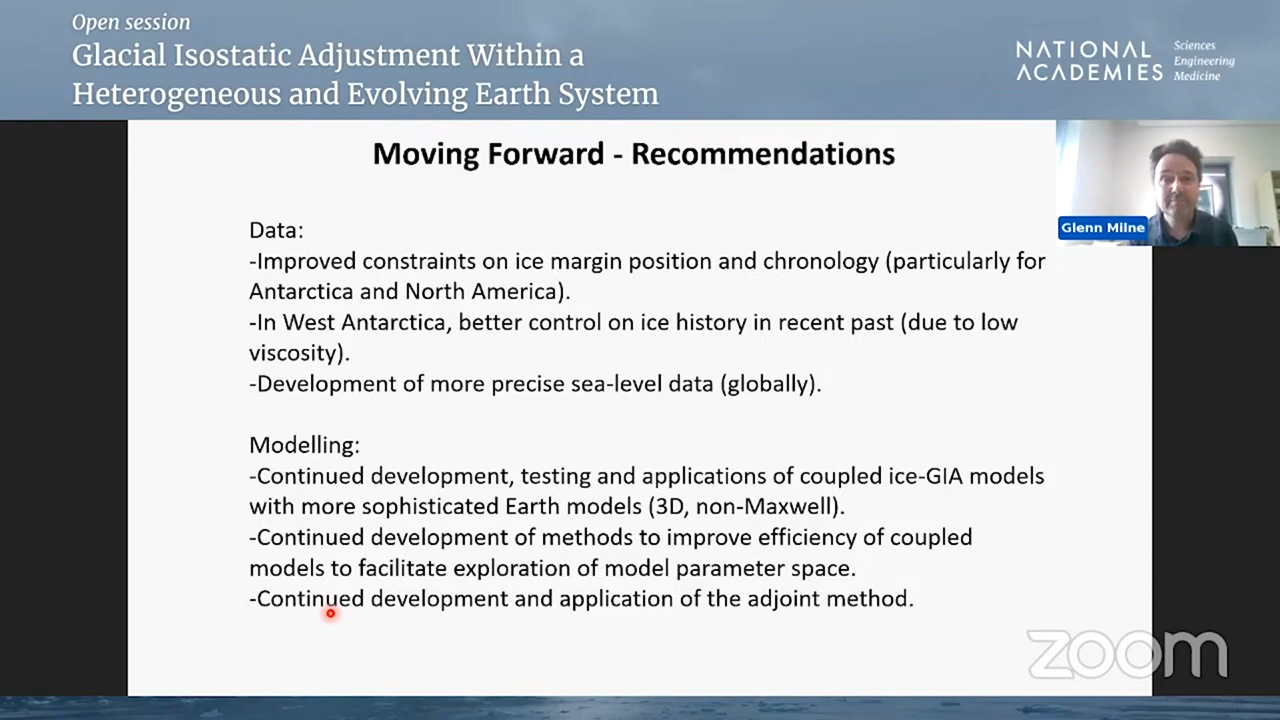 Open session
Glacial Isostatic Adjustment Within a
Heterogeneous and Evolving Earth System
NATIONAL
ACADEMIES
Sciences
Engineering
Medicine
Moving Forward - Recommendations
Glenn Milne
Data:
-Improved constraints on ice margin position and chronology (particularly for
Antarctica and North America).
-In West Antarctica, better control on ice history in recent past (due to low
viscosity).
-Development of more precise sea-level data (globally).
Modelling:
-Continued development, testing and applications of coupled ice-GIA models
with more sophisticated Earth models (3D, non-Maxwell).
-Continued development of methods to improve efficiency of coupled
models to facilitate exploration of model parameter space.
-Continued development and application of the adjoint method.
zoom